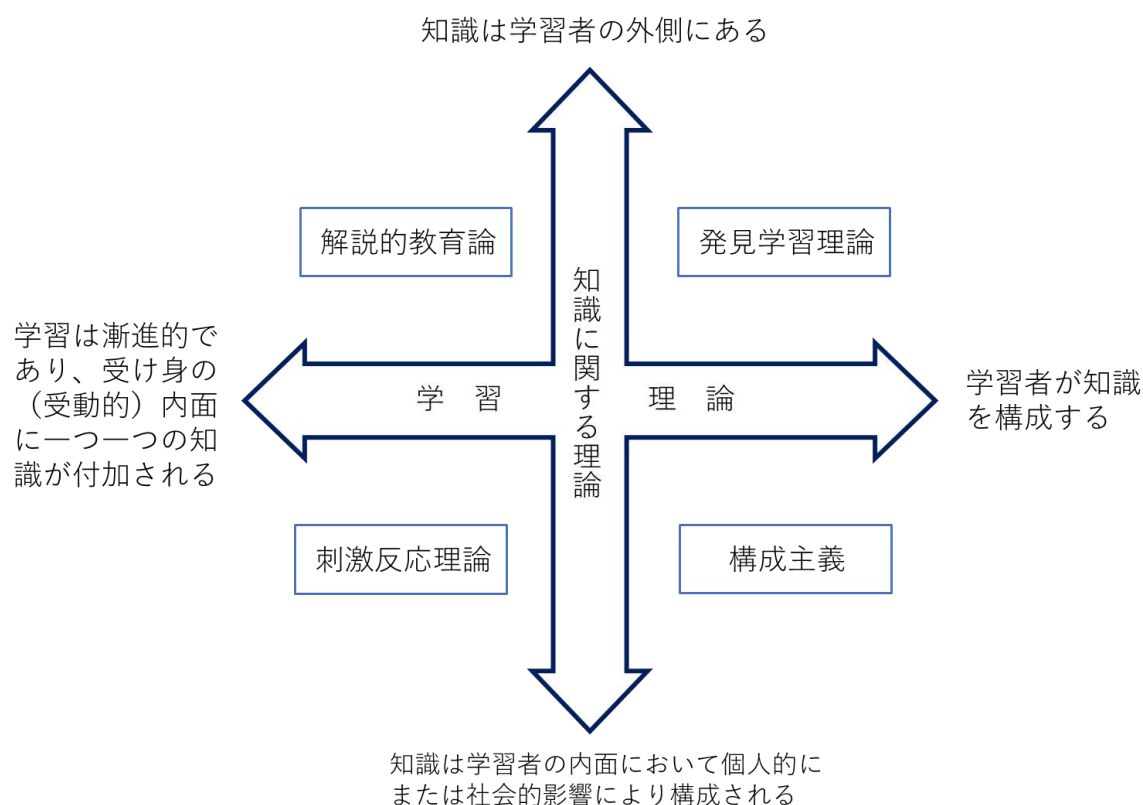 知識は学習者の外側にある
解説的教育論
発見学習理論
知識に関する理論
学習は漸進的で
あり、受け身の
（受動的）内面
に一つ一つの知
識が付加される
学　習　　　　理　論
学習者が知識
を構成する
刺激反応理論
構成主義
知識は学習者の内面において個人的に
または社会的影響により構成される